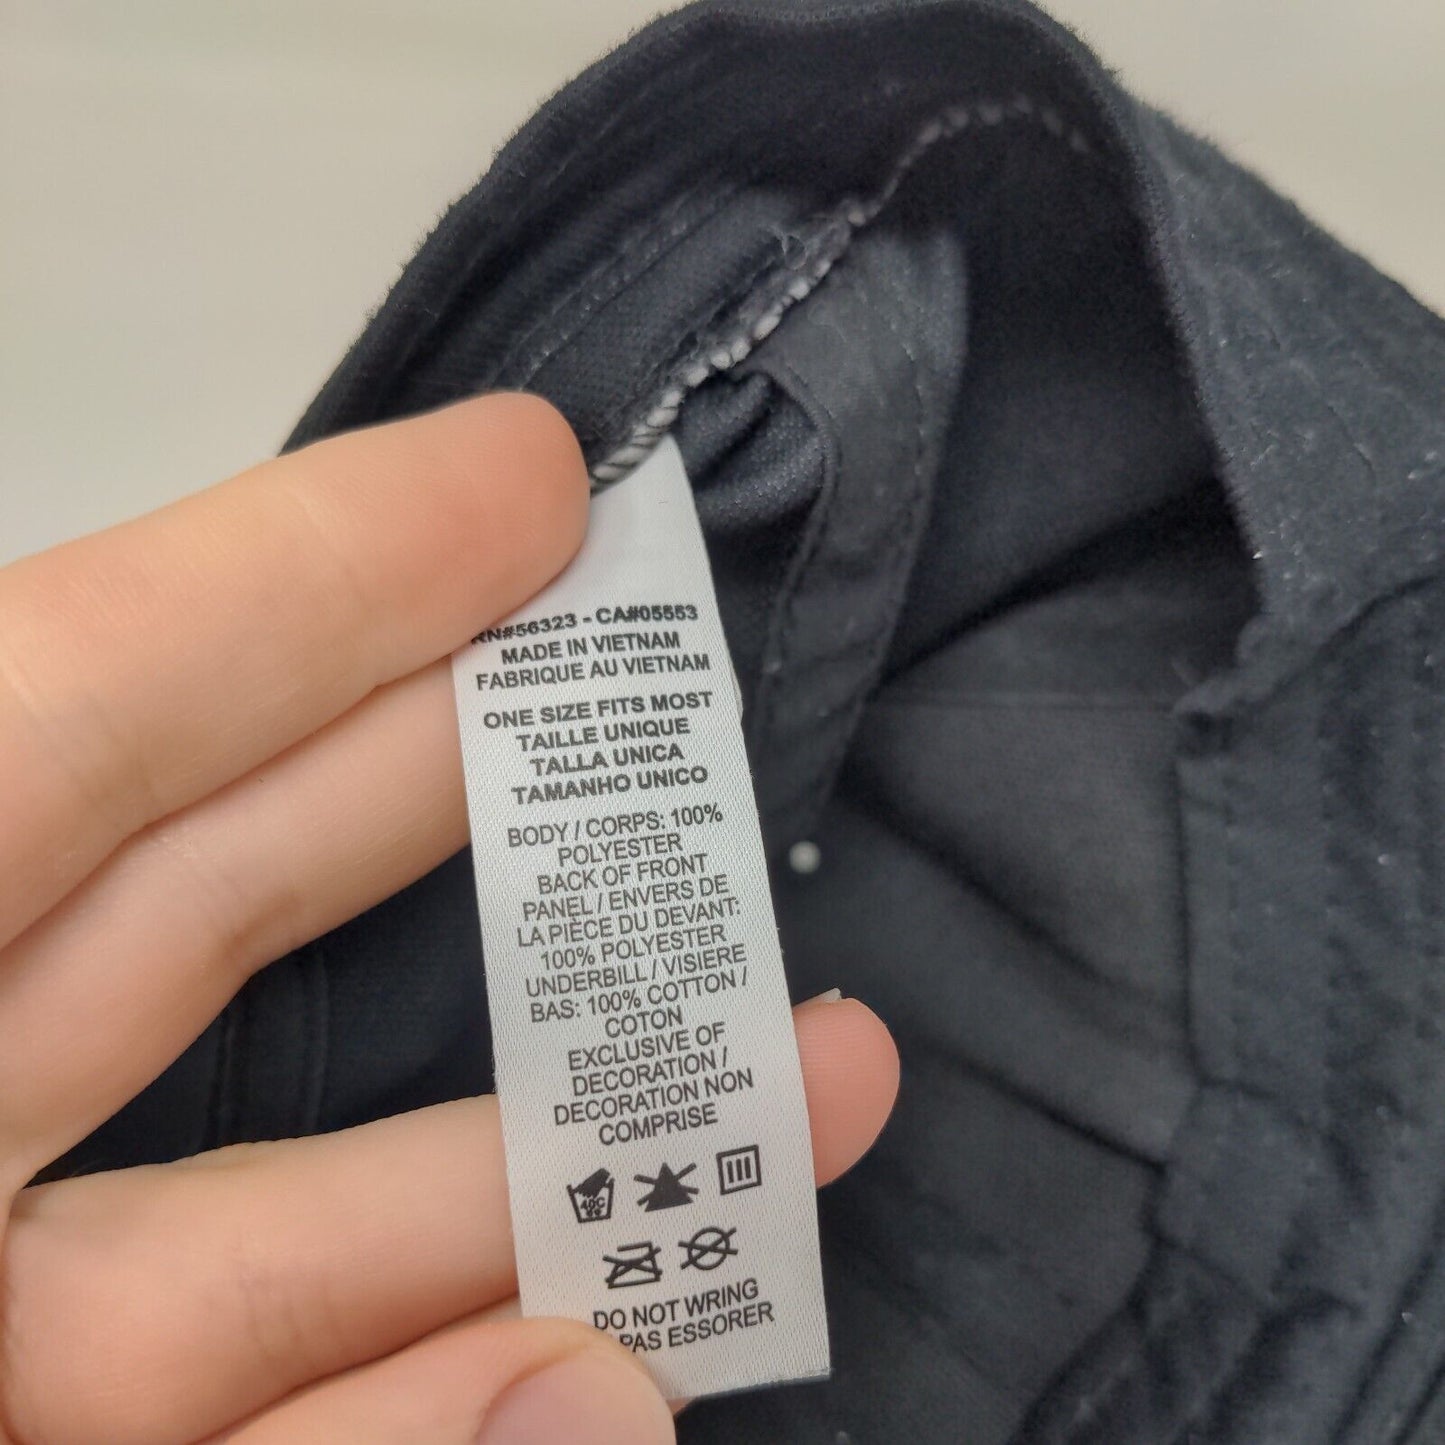 RN#56323 - CA#05553
MADE IN VIETNAM
FABRIQUE AU VIETNAM
ONE SIZE FITS MOST
TAILLE UNIQUE
TALLA UNICA
TAMANHO UNICO
BODY / CORPS: 100%
POLYESTER
BACK OF FRONT
PANEL / ENVERS DE
LA PIÈCE DU DEVANT:
100% POLYESTER
UNDERBILL / VISIERE
BAS: 100% COTTON /
COTON
EXCLUSIVE OF
DECORATION /
DECORATION NON
COMPRISE
40C
DO NOT WRING
PAS ESSORER